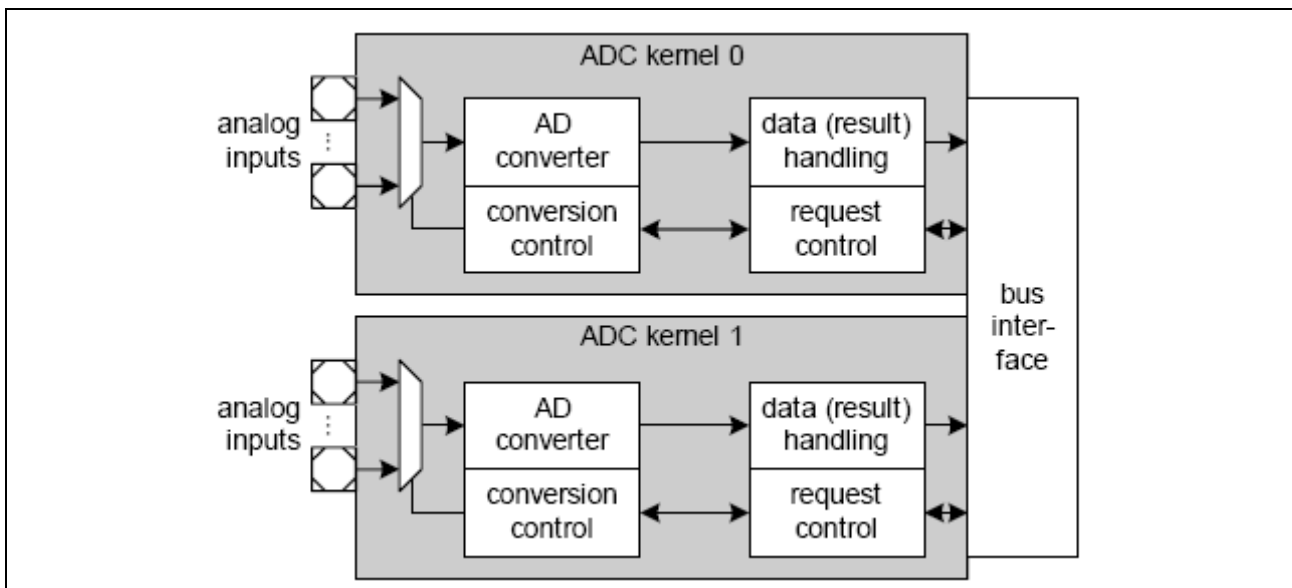 ADC kernel 0
analog
inputs
AD
converter
conversion
control
data (result)
handling
request
control
ADC kernel 1
analog
inputs
AD
converter
conversion
control
data (result)
handling
request
control
bus
inter-
face